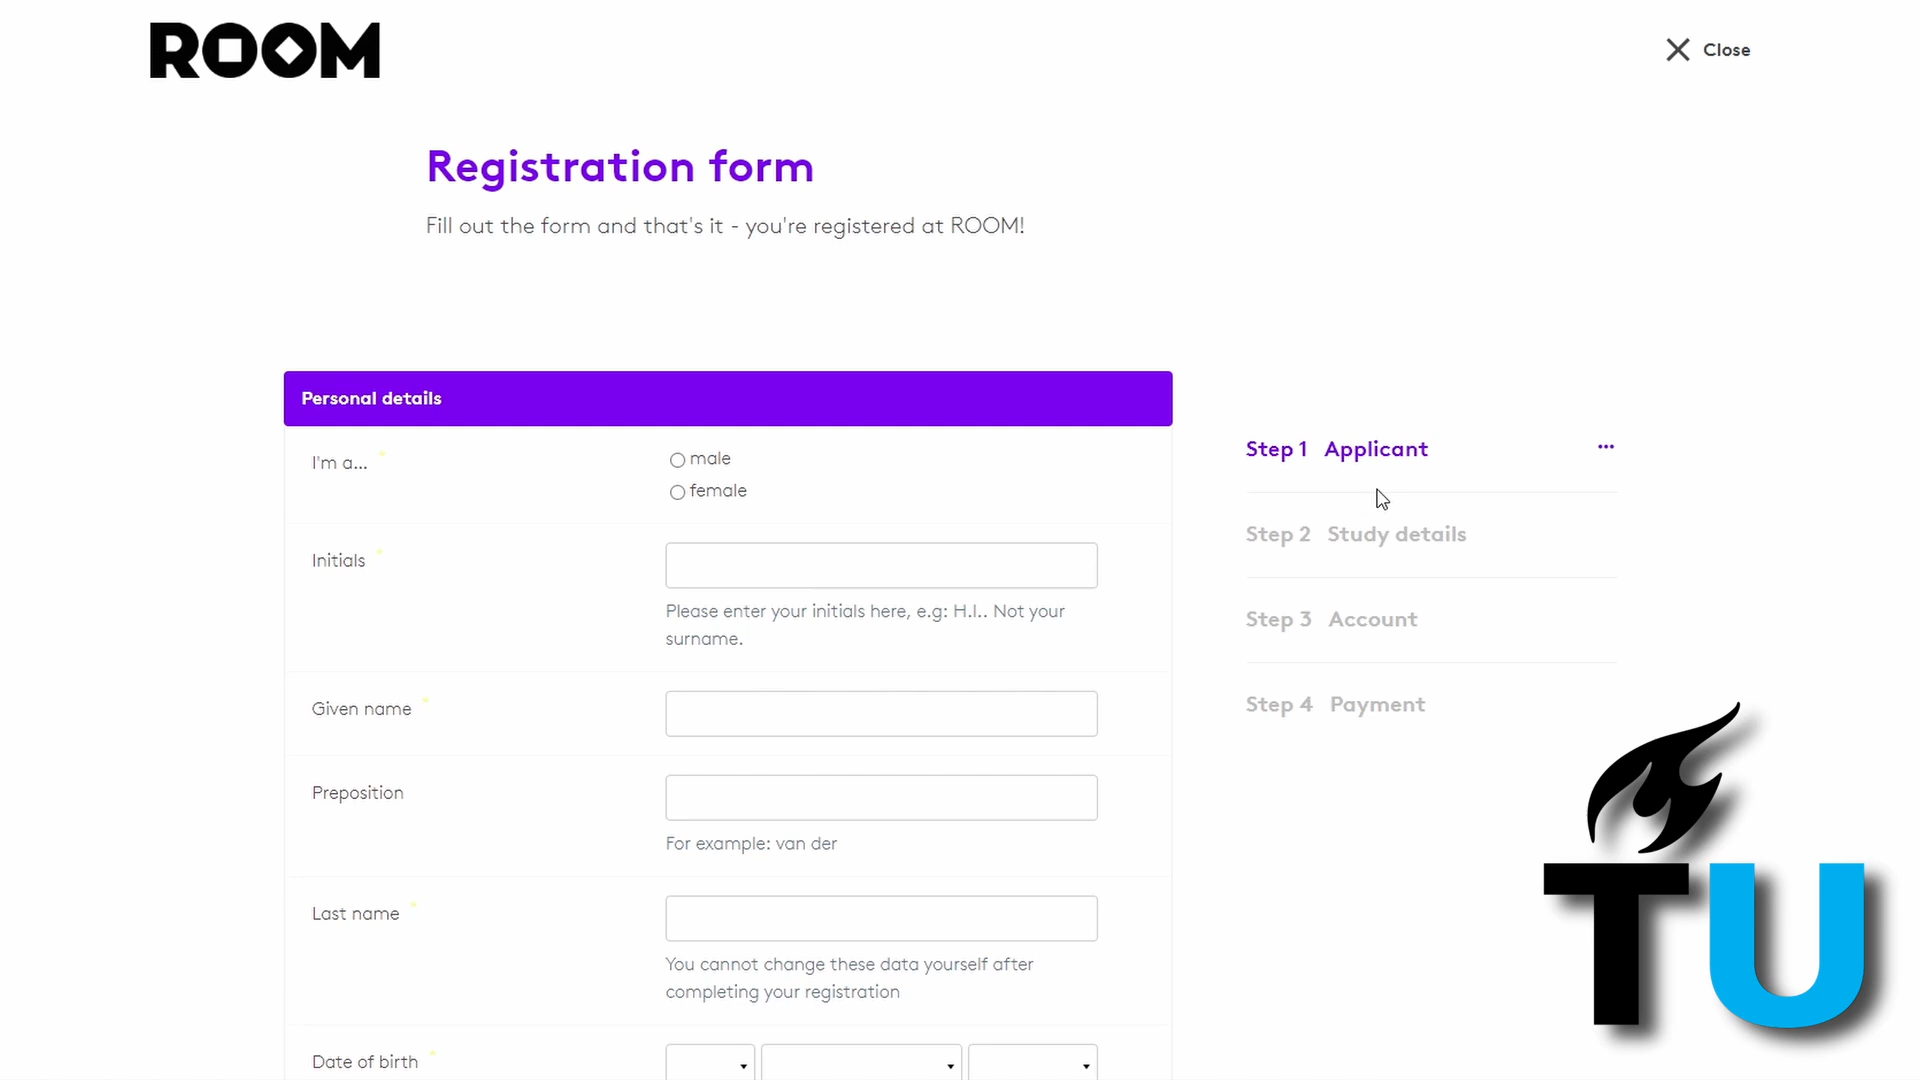 ROOM
Close
Registration form
Fill out the form and that's it - you're registered at ROOM!
Personal details
I'm a... *
male
female
Initials *
Please enter your initials here, e.g: H.I.. Not your
surname.
Given name *
Preposition
For example: van der
Last name *
You cannot change these data yourself after
completing your registration
Date of birth *
Step 1 Applicant
Step 2 Study details
Step 3 Account
Step 4 Payment
TU